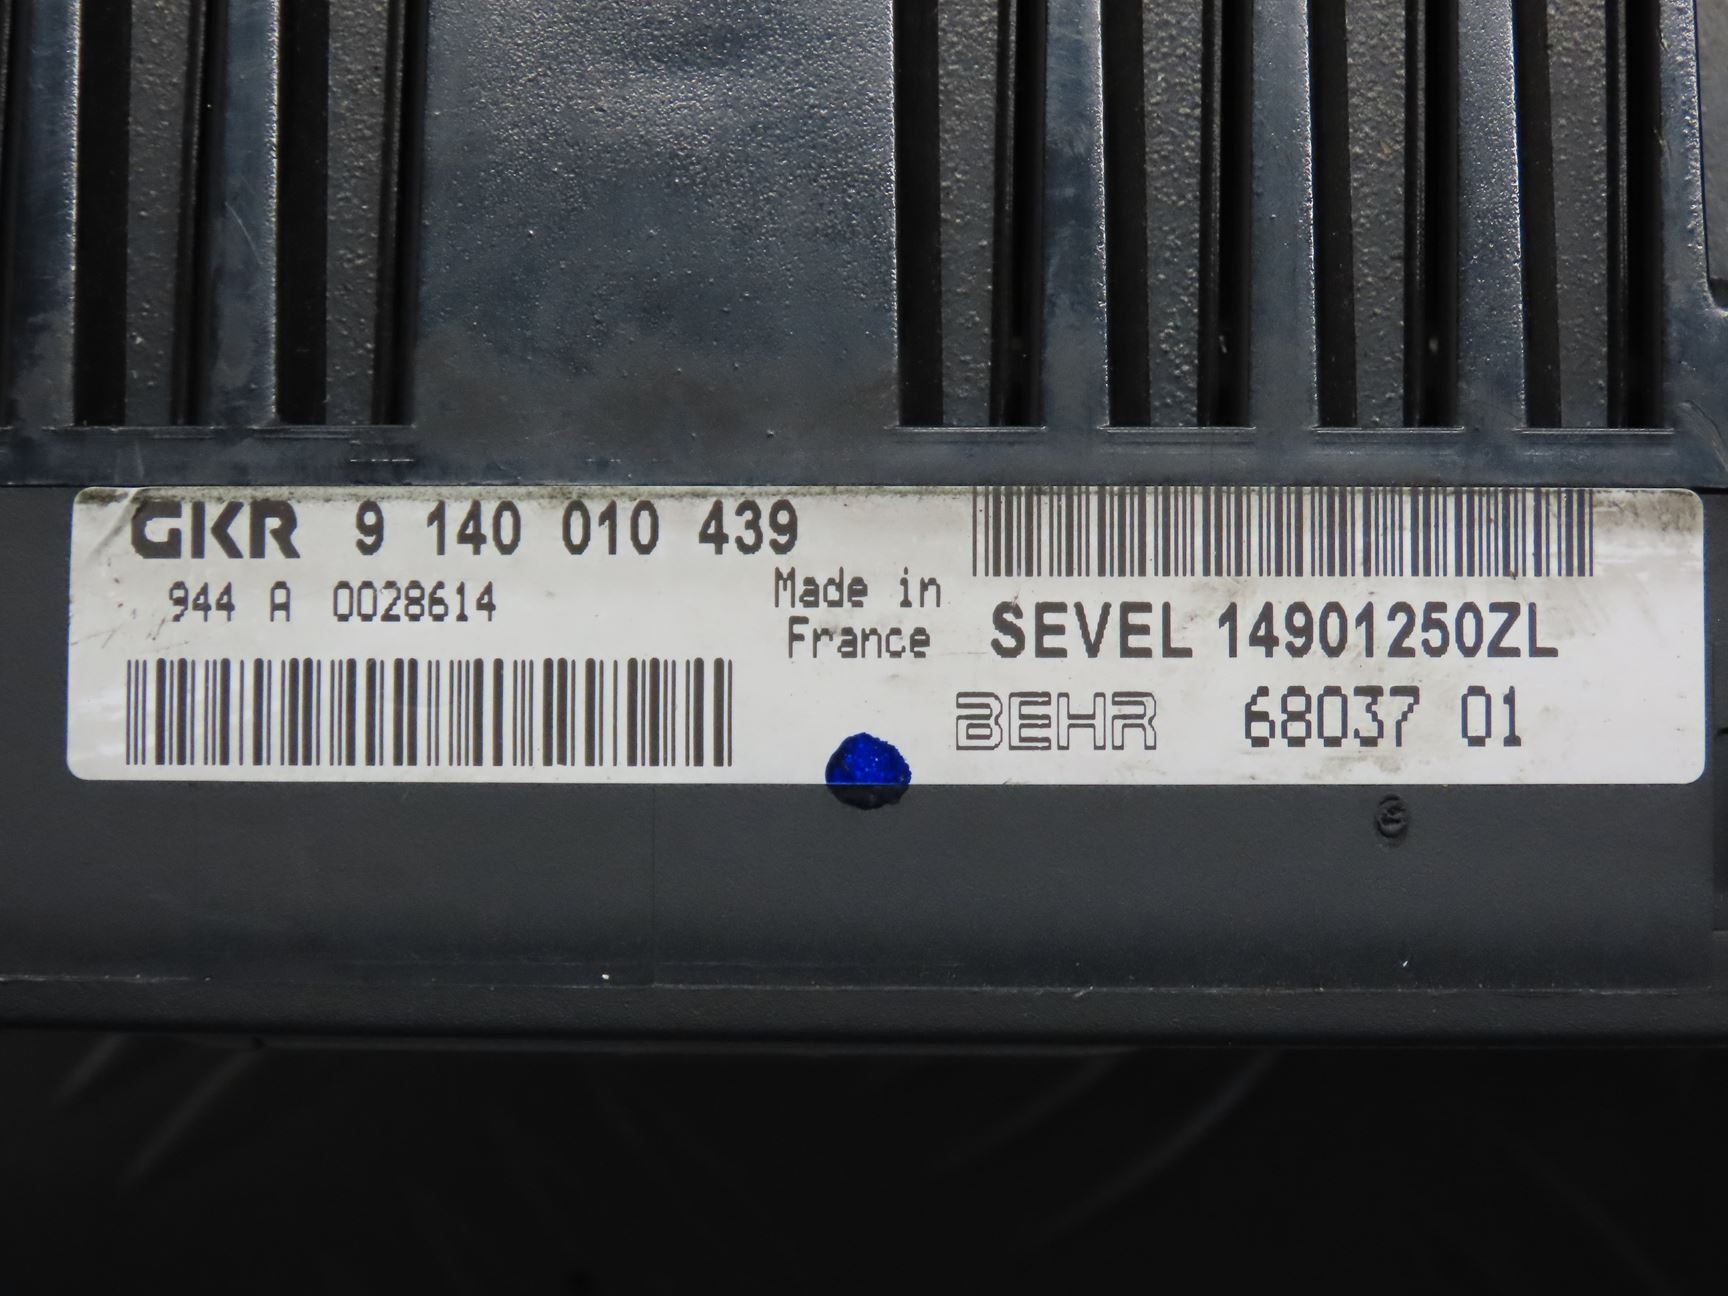 GKR 9 140 010 439
944 A 0028614
Made in
France
SEVEL 14901250ZL
BEHR 68037 01